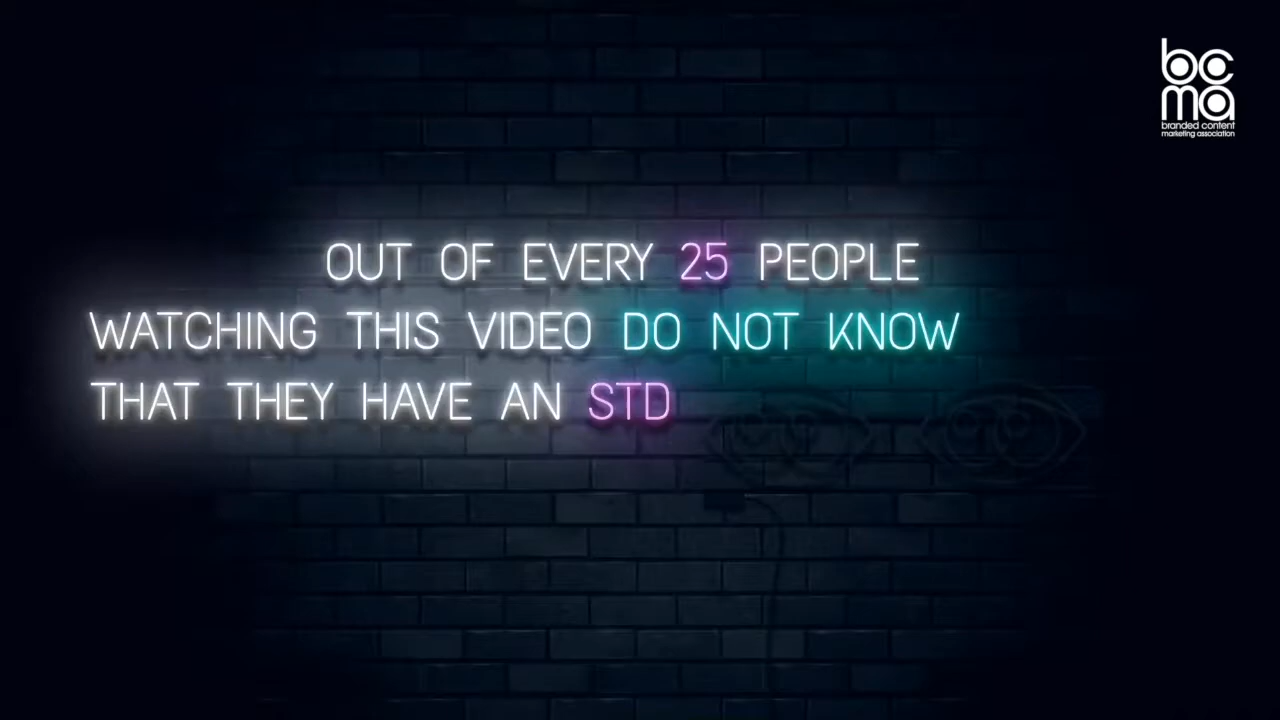 bc
ma
branded content
marketing association
OUT OF EVERY 25 PEOPLE
WATCHING THIS VIDEO DO NOT KNOW
THAT THEY HAVE AN STD